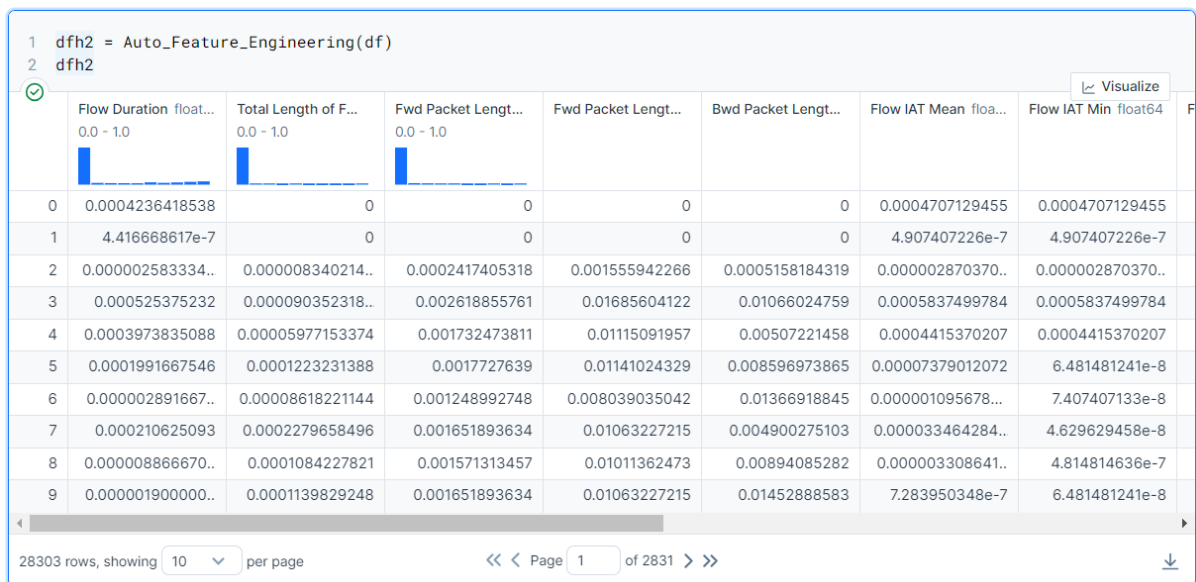 1 dfh2 = Auto_Feature_Engineering(df)
2 dfh2
Visualize
Flow Duration float... Total Length of F... Fwd Packet Lengt... Fwd Packet Lengt... Bwd Packet Lengt... Flow IAT Mean floa... Flow IAT Min float64 F
0.0 - 1.0 0.0 - 1.0 0.0 - 1.0
0 0.0004236418538 0 0 0 0 0.0004707129455 0.0004707129455
1 4.416668617e-7 0 0 0 0 4.907407226e-7 4.907407226e-7
2 0.000002583334.. 0.000008340214.. 0.0002417405318 0.001555942266 0.0005158184319 0.000002870370.. 0.000002870370..
3 0.000525375232 0.000090352318... 0.002618855761 0.01685604122 0.01066024759 0.0005837499784 0.0005837499784
4 0.0003973835088 0.00005977153374 0.001732473811 0.01115091957 0.00507221458 0.0004415370207 0.0004415370207
5 0.0001991667546 0.0001223231388 0.0017727639 0.01141024329 0.008596973865 0.00007379012072 6.481481241e-8
6 0.000002891667.. 0.00008618221144 0.001248992748 0.008039035042 0.01366918845 0.000001095678... 7.407407133e-8
7 0.000210625093 0.0002279658496 0.001651893634 0.01063227215 0.004900275103 0.000033464284.. 4.629629458e-8
8 0.000008866670.. 0.0001084227821 0.001571313457 0.01011362473 0.00894085282 0.000003308641.. 4.814814636e-7
9 0.000001900000.. 0.0001139829248 0.001651893634 0.01063227215 0.01452888583 7.283950348e-7 6.481481241e-8
28303 rows, showing 10 per page Page 1 of 2831